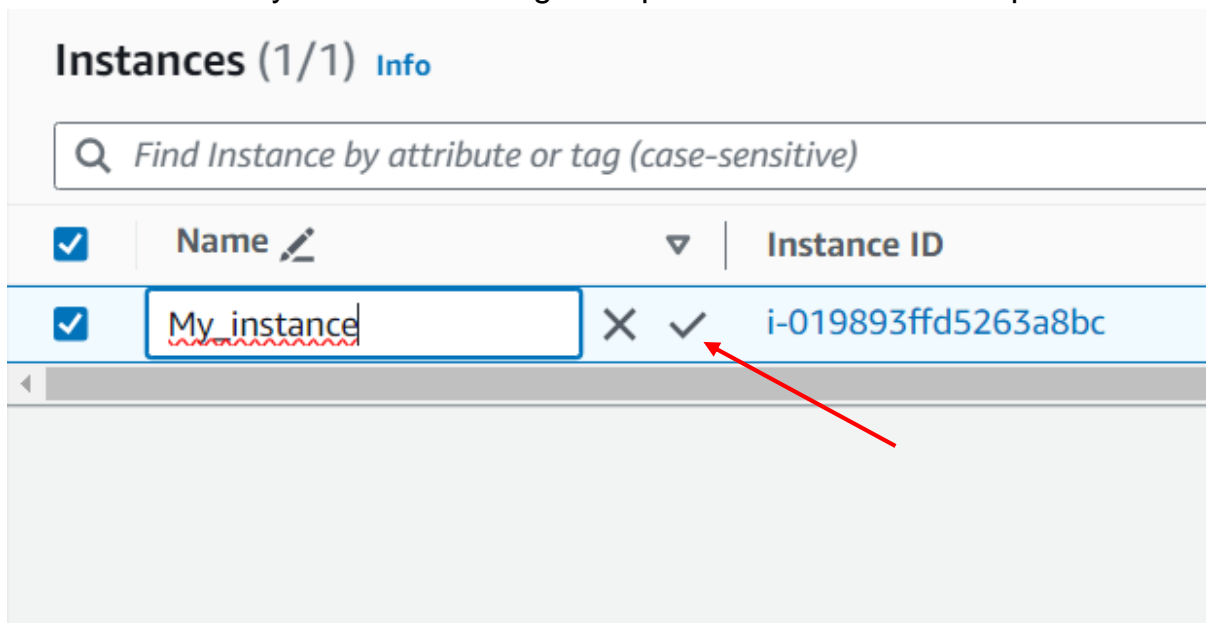 Instances (1/1) Info
Find Instance by attribute or tag (case-sensitive)
Name Instance ID
My_instance i-019893ffd5263a8bc